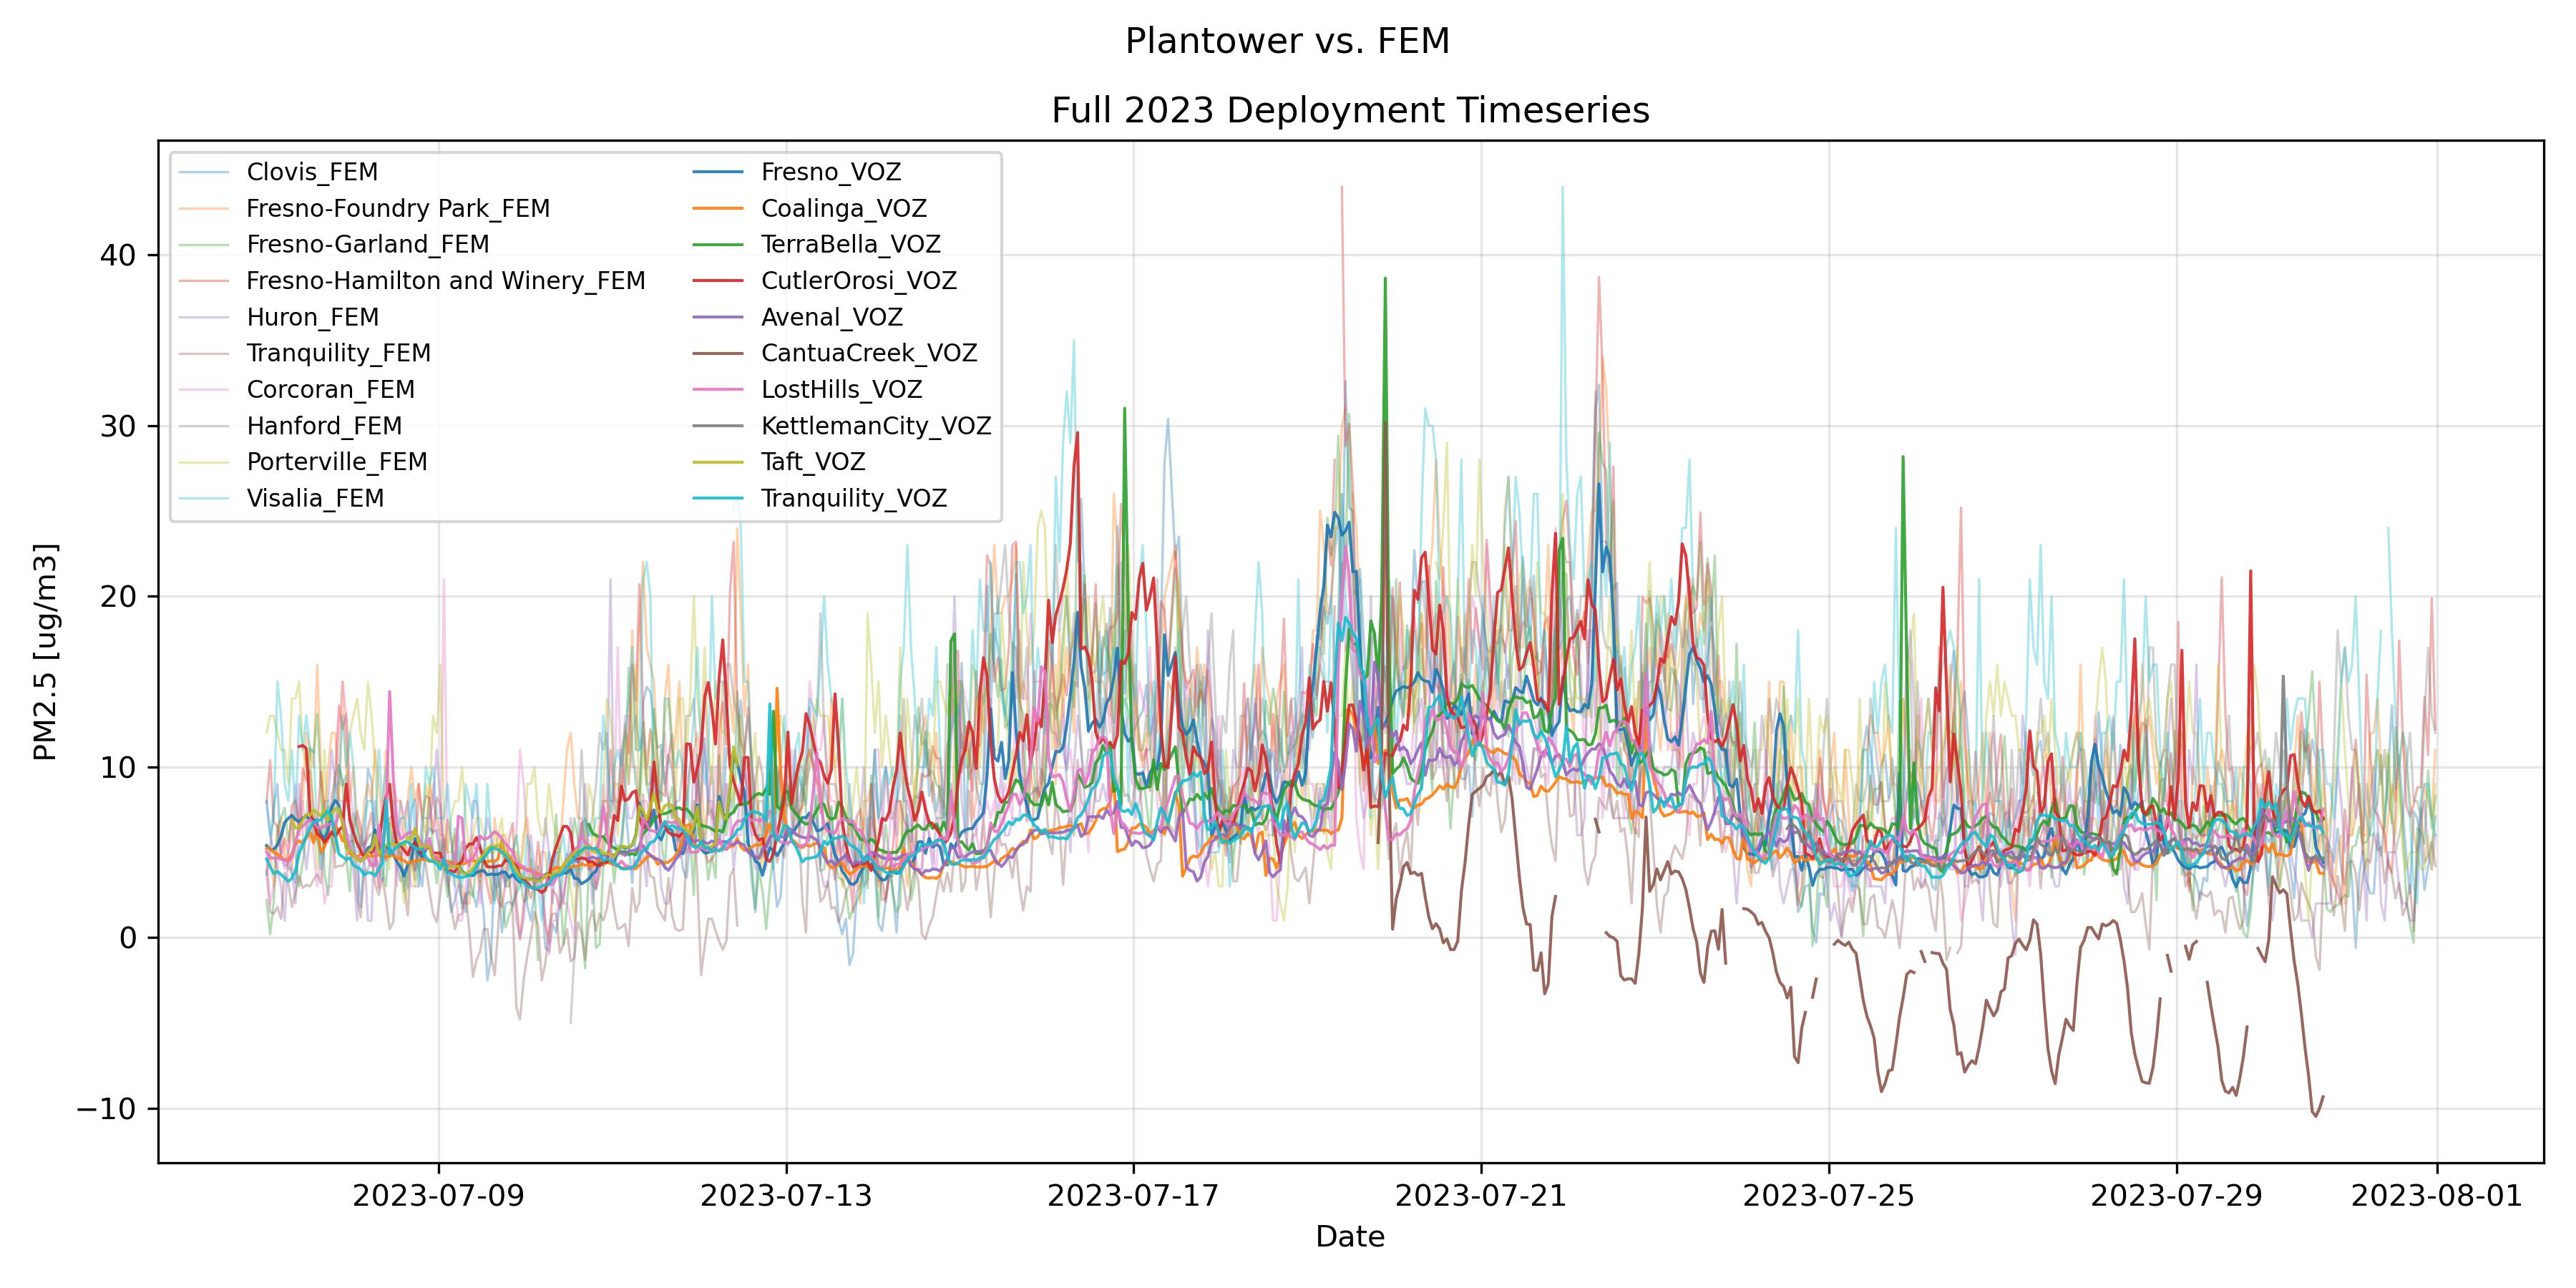 Plantower vs. FEM
Full 2023 Deployment Timeseries
Clovis_FEM
Fresno-Foundry Park_FEM
Fresno-Garland_FEM
Fresno-Hamilton and Winery_FEM
Huron_FEM
Tranquility_FEM
Corcoran_FEM
Hanford_FEM
Porterville_FEM
Visalia_FEM
Fresno_VOZ
Coalinga_VOZ
TerraBella_VOZ
CutlerOrosi_VOZ
Avenal_VOZ
CantuaCreek_VOZ
LostHills_VOZ
KettlemanCity_VOZ
Taft_VOZ
Tranquility_VOZ
PM2.5 [ug/m3]
40
30
20
10
0
−10
2023-07-09
2023-07-13
2023-07-17
2023-07-21
2023-07-25
2023-07-29
2023-08-01
Date